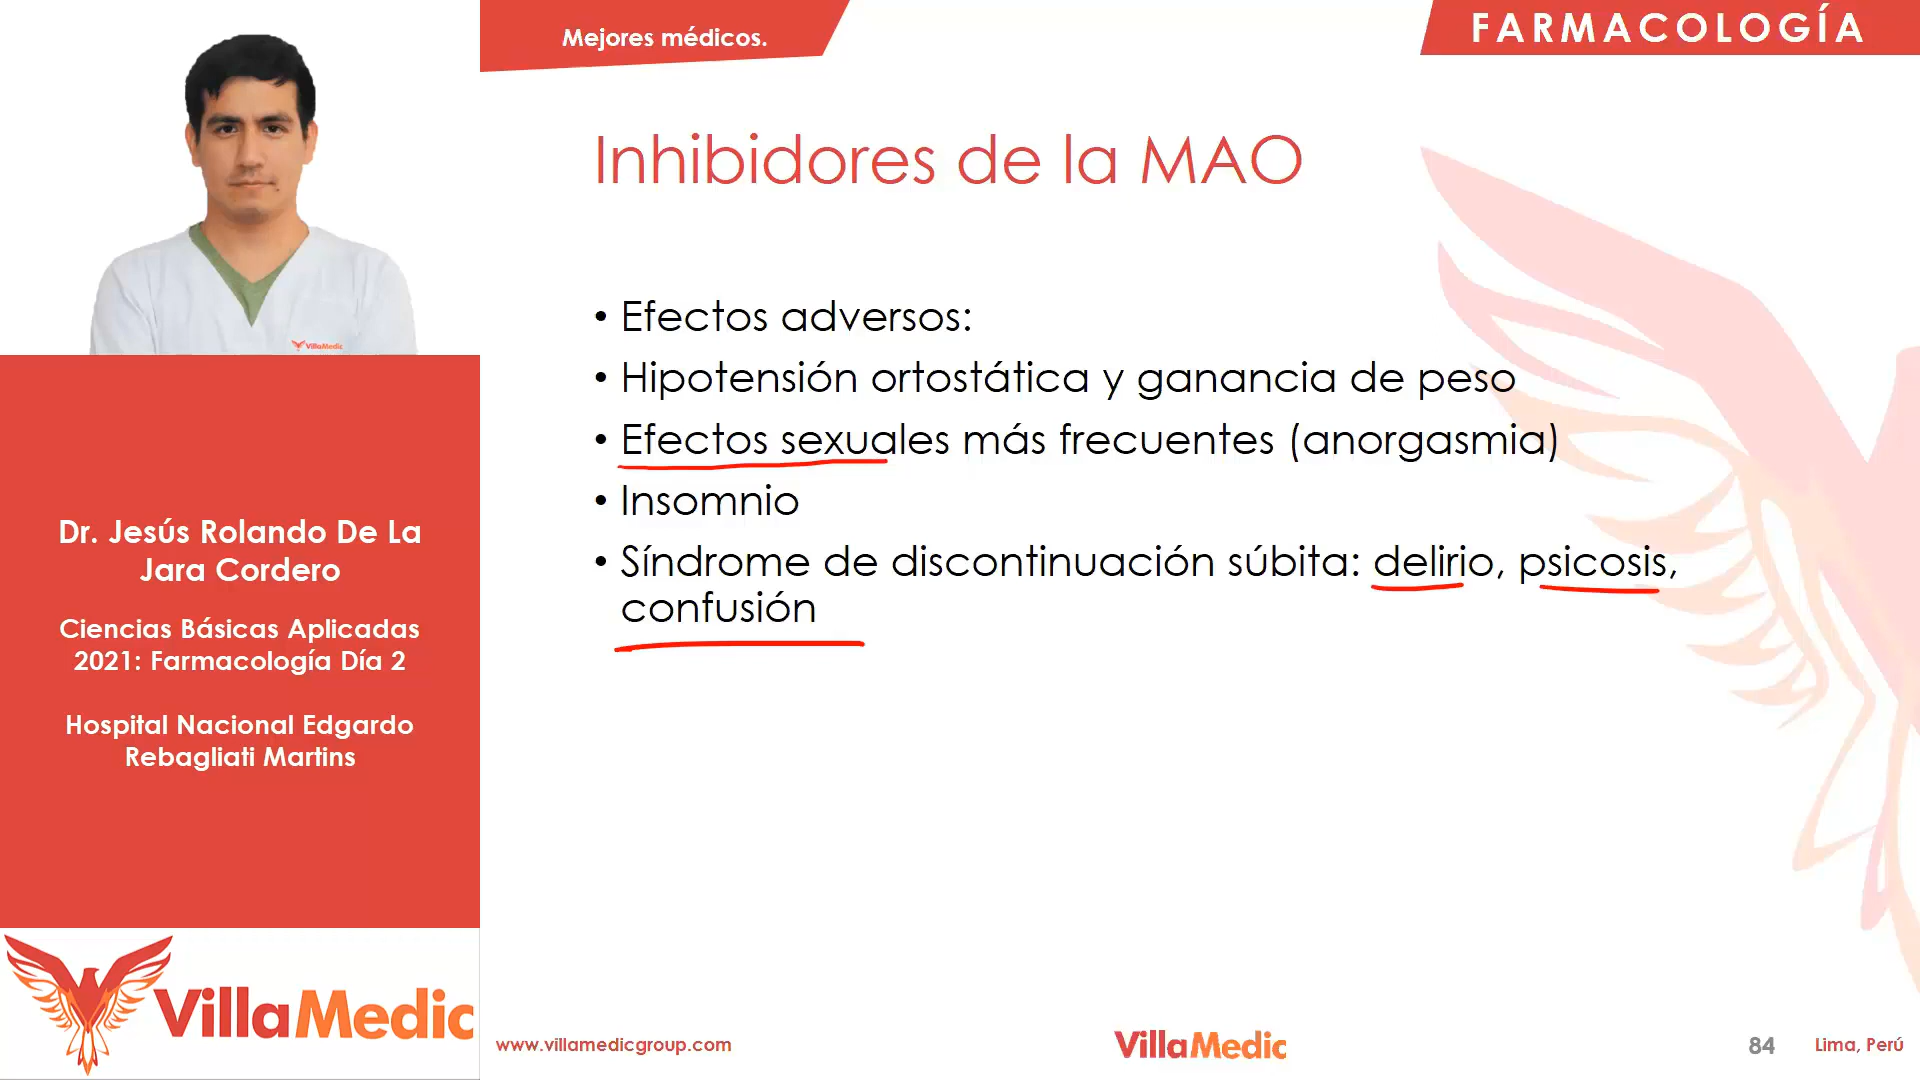 Mejores médicos.
FARMACOLOGÍA
Inhibidores de la MAO
• Efectos adversos:
• Hipotensión ortostática y ganancia de peso
• Efectos sexuales más frecuentes (anorgasmia)
• Insomnio
• Síndrome de discontinuación súbita: delirio, psicosis,
confusión
VillaMedic
Dr. Jesús Rolando De La
Jara Cordero
Ciencias Básicas Aplicadas
2021: Farmacología Día 2
Hospital Nacional Edgardo
Rebagliati Martins
VillaMedic
www.villamedicgroup.com
VillaMedic
84
Lima, Perú